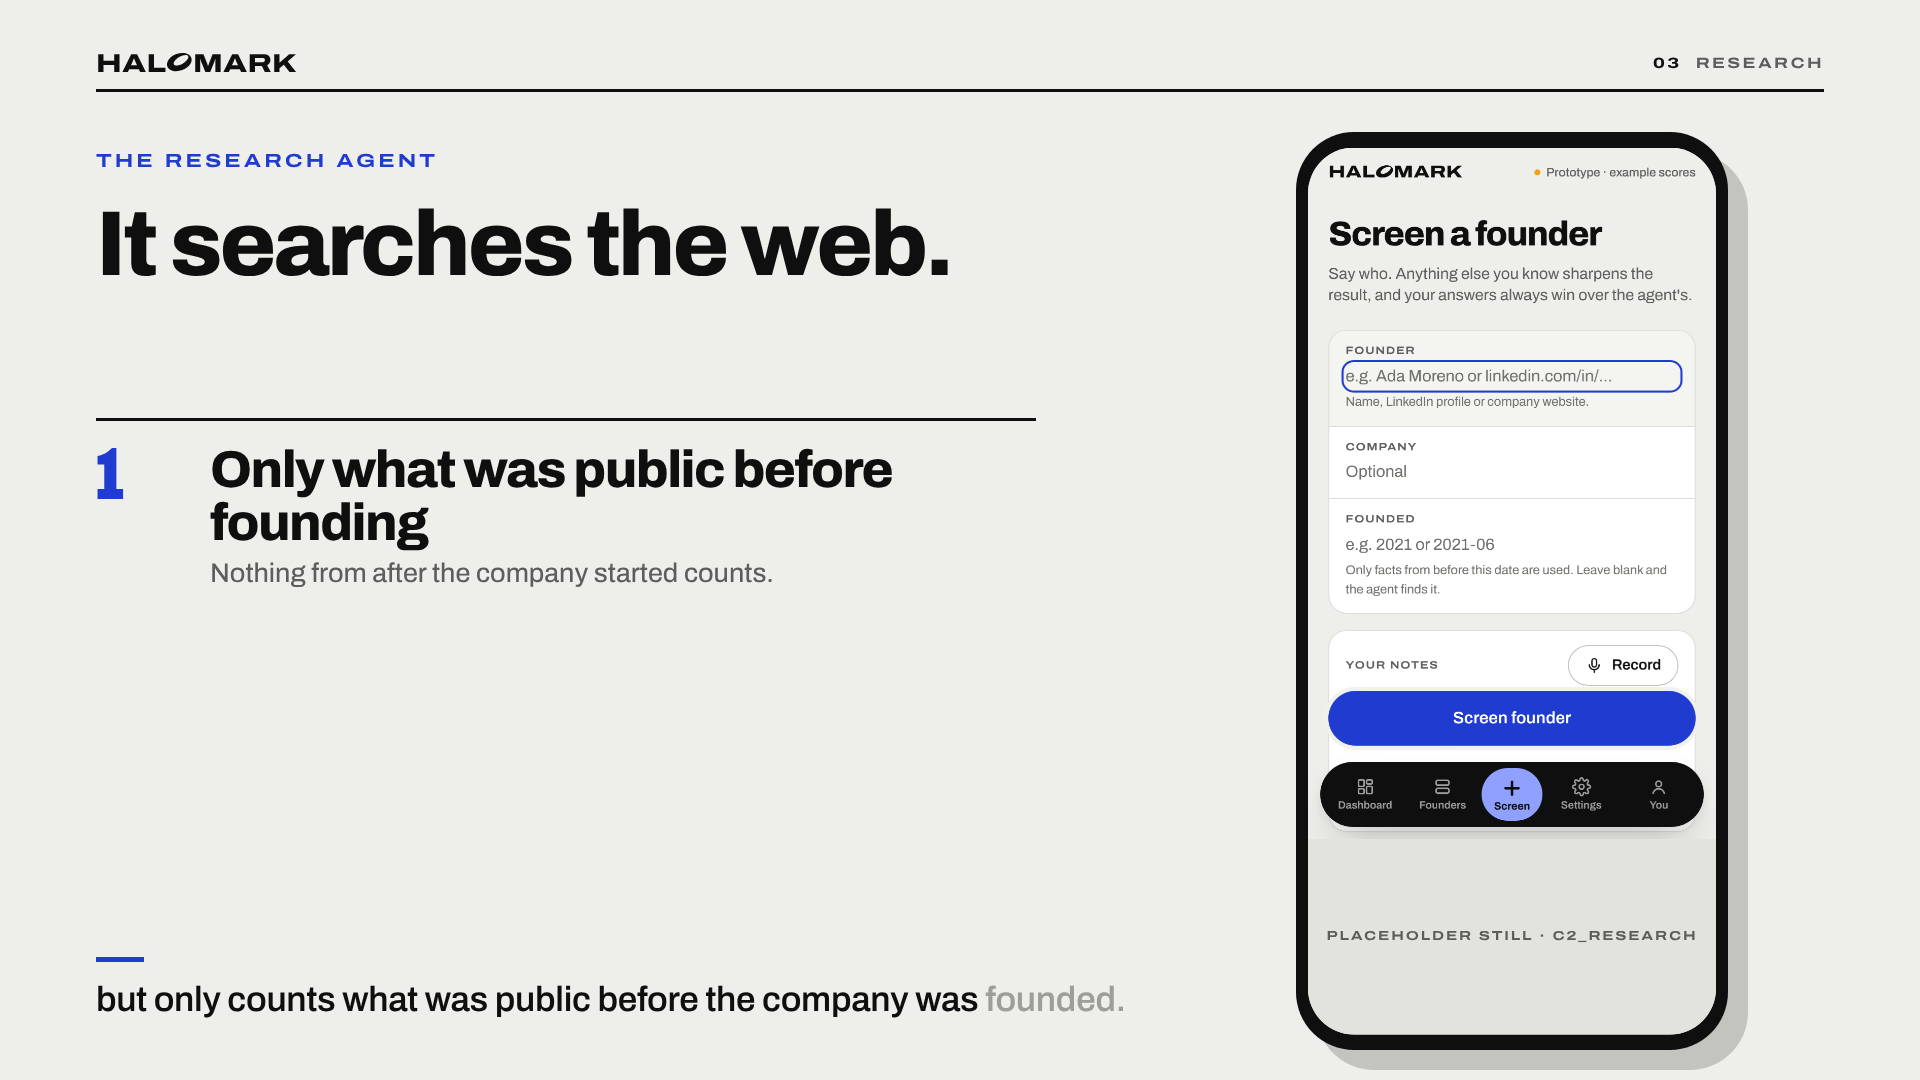 HALOMARK
03 RESEARCH
THE RESEARCH AGENT
It searches the web.
1
Only what was public before
founding
Nothing from after the company started counts.
but only counts what was public before the company was founded.
HALOMARK
Prototype · example scores
Screen a founder
Say who. Anything else you know sharpens the
result, and your answers always win over the agent's.
FOUNDER
e.g. Ada Moreno or linkedin.com/in/...
Name, LinkedIn profile or company website.
COMPANY
Optional
FOUNDED
e.g. 2021 or 2021-06
Only facts from before this date are used. Leave blank and
the agent finds it.
YOUR NOTES
Record
Screen founder
Dashboard
Founders
Screen
Settings
You
PLACEHOLDER STILL · C2_RESEARCH